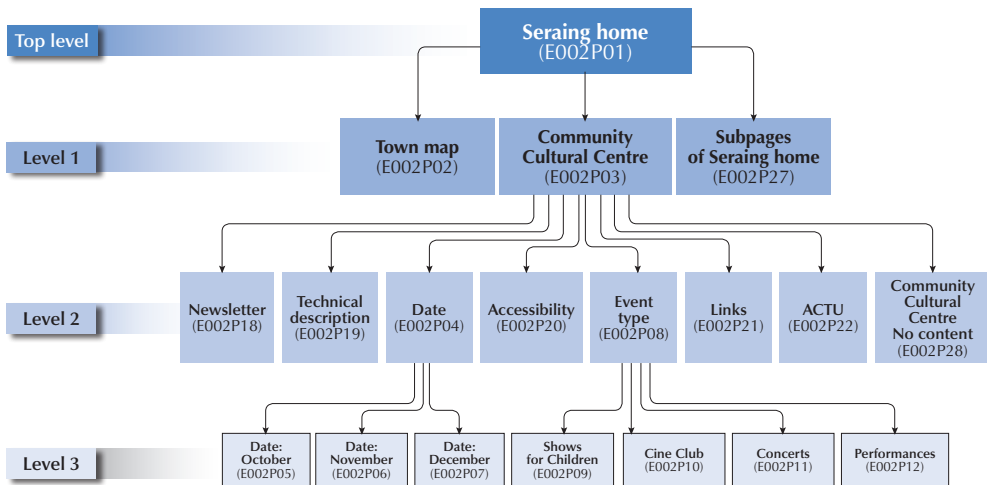 Top level
Seraing home
(E002P01)
Level 1
Town map
(E002P02)
Community
Cultural Centre
(E002P03)
Subpages
of Seraing home
(E002P27)
Level 2
Newsletter
(E002P18)
Technical
description
(E002P19)
Date
(E002P04)
Accessibility
(E002P20)
Event
type
(E002P08)
Links
(E002P21)
ACTU
(E002P22)
Community
Cultural
Centre
No content
(E002P28)
Level 3
Date:
October
(E002P05)
Date:
November
(E002P06)
Date:
December
(E002P07)
Shows
for Children
(E002P09)
Cine Club
(E002P10)
Concerts
(E002P11)
Performances
(E002P12)